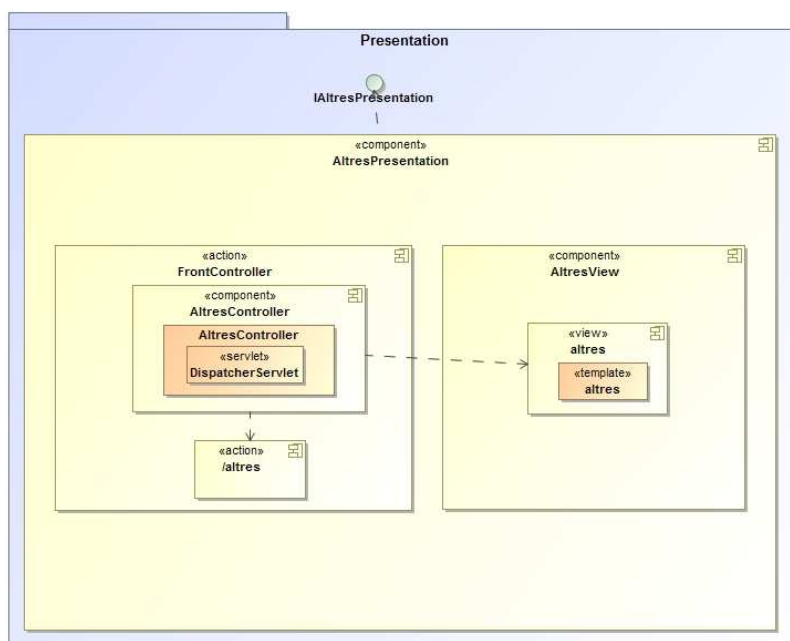 Presentation
IAltresPresentation
«component»
AltresPresentation
«action»
FrontController
«component»
AltresController
AltresController
«servlet»
DispatcherServlet
«action»
/altres
«component»
AltresView
«view»
altres
«template»
altres